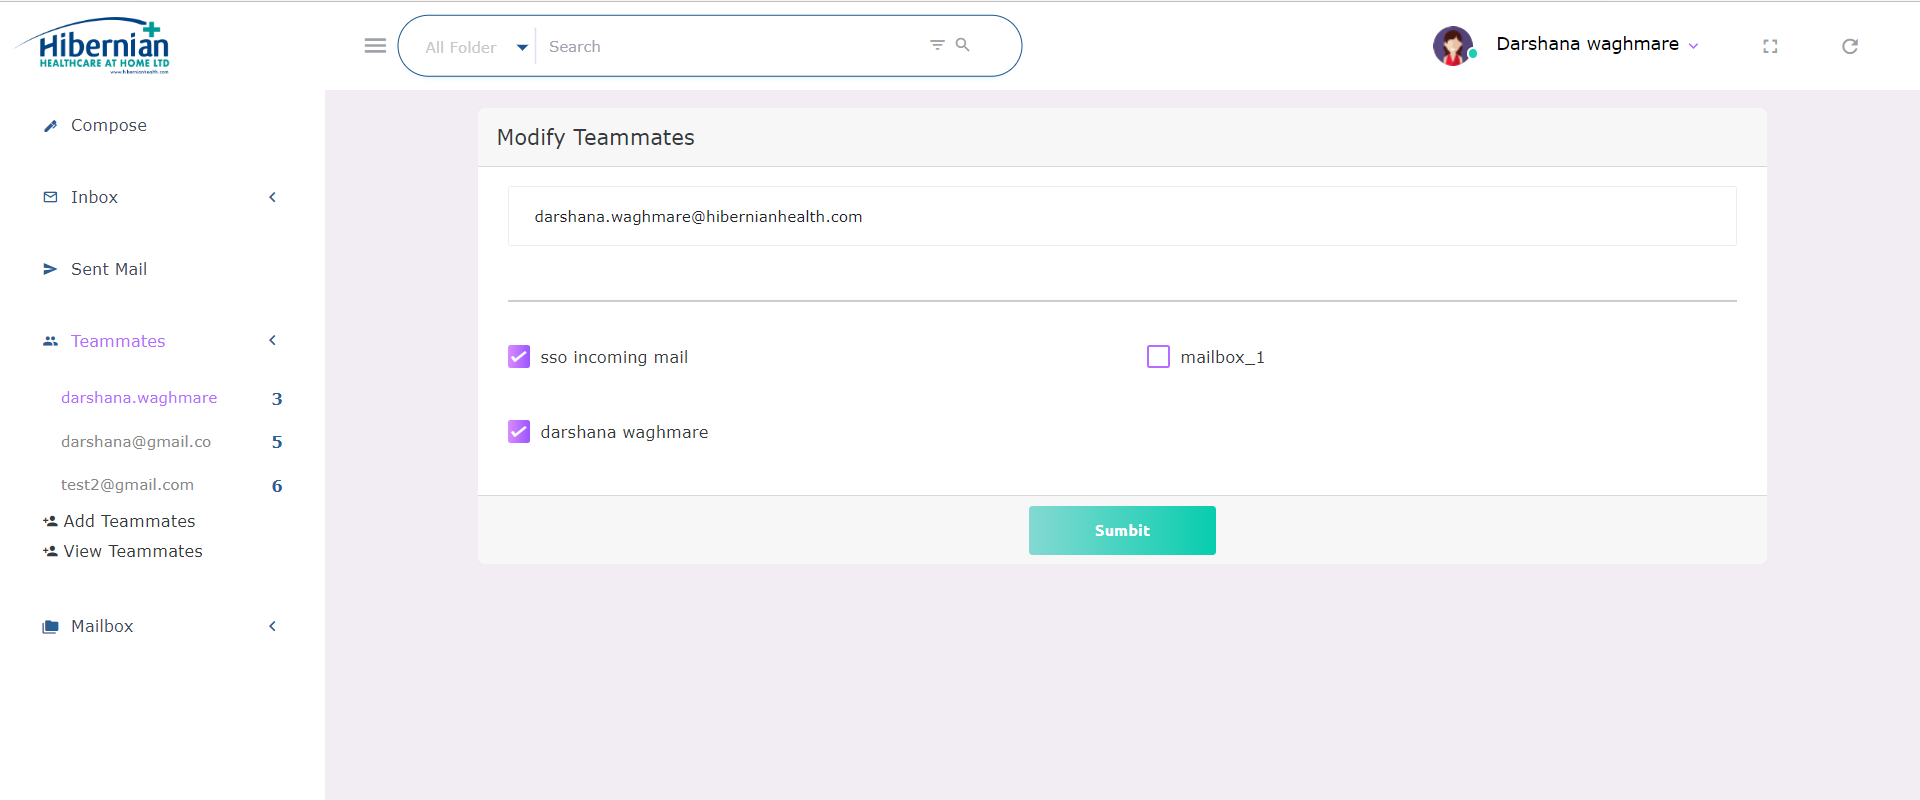 Hibernian
HEALTHCARE AT HOME LTD
www.hibernianhealth.com
All Folder
Search
Darshana waghmare
Compose
Inbox
Sent Mail
Teammates
darshana.waghmare 3
darshana@gmail.co 5
test2@gmail.com 6
Add Teammates
View Teammates
Mailbox
Modify Teammates
darshana.waghmare@hibernianhealth.com
sso incoming mail
mailbox_1
darshana waghmare
Sumbit